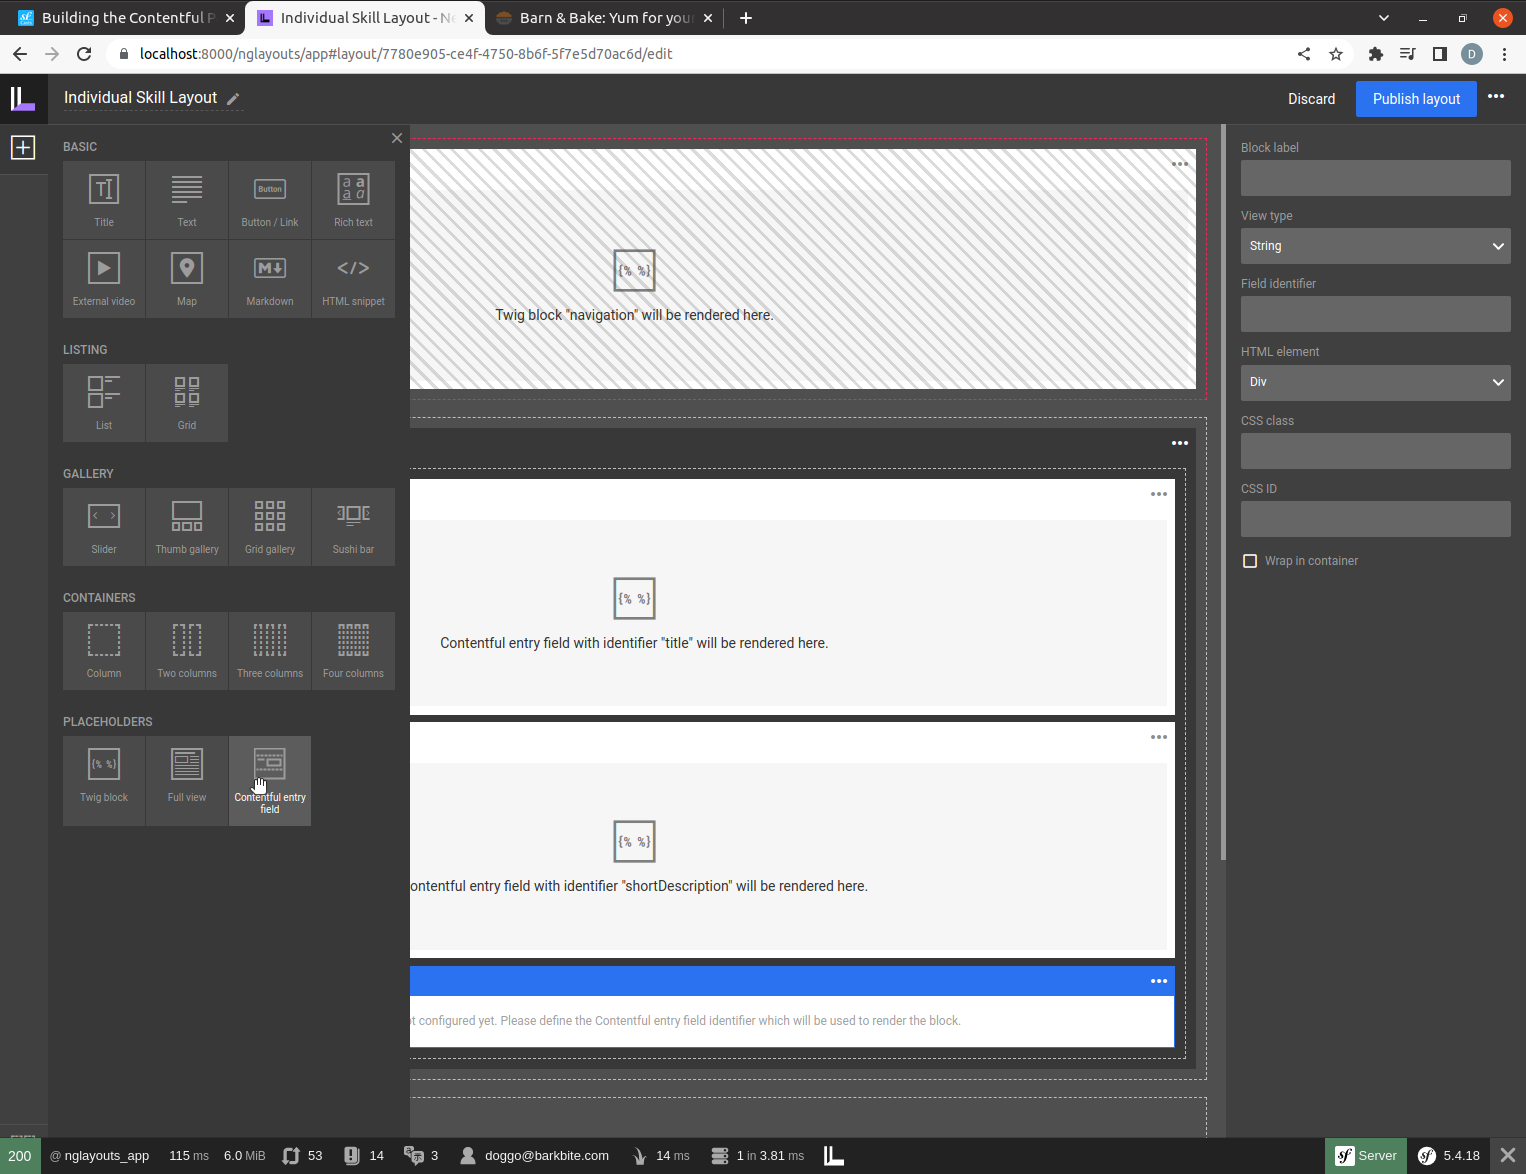 Building the Contentful P
Individual Skill Layout - Ne
Barn & Bake: Yum for you
localhost:8000/nglayouts/app#layout/7780e905-ce4f-4750-8b6f-5f7e5d70ac6d/edit
D
Individual Skill Layout
Discard
Publish layout
BASIC
Title
Text
Button
Button / Link
Rich text
External video
Map
M
Markdown
</>
HTML snippet
LISTING
List
Grid
GALLERY
Slider
Thumb gallery
Grid gallery
Sushi bar
CONTAINERS
Column
Two columns
Three columns
Four columns
PLACEHOLDERS
{% %}
Twig block
Full view
Contentful entry
field
{% %}
Twig block "navigation" will be rendered here.
{% %}
Contentful entry field with identifier "title" will be rendered here.
{% %}
ontentful entry field with identifier "shortDescription" will be rendered here.
t configured yet. Please define the Contentful entry field identifier which will be used to render the block.
Block label
View type
String
Field identifier
HTML element
Div
CSS class
CSS ID
Wrap in container
200 @ nglayouts_app 115 ms 6.0 MiB 53 14 3 doggo@barkbite.com 14 ms 1 in 3.81 ms sf Server sf 5.4.18